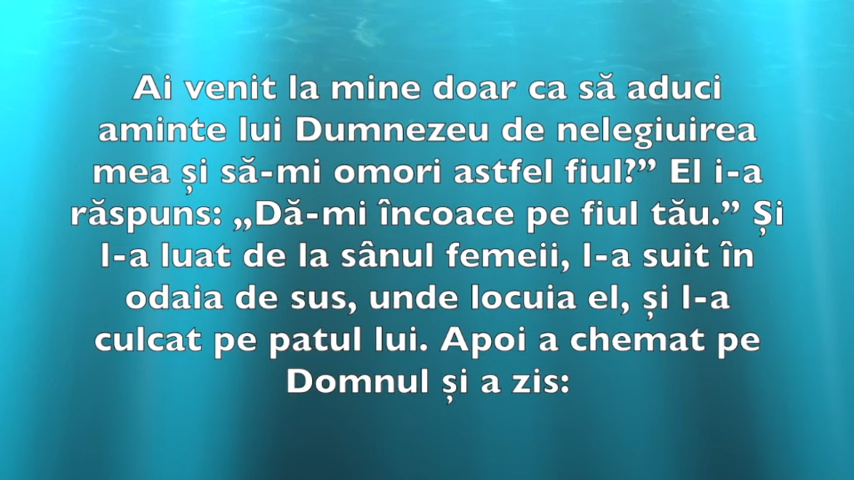 Ai venit la mine doar ca să aduci
aminte lui Dumnezeu de nelegiuirea
mea și să-mi omori astfel fiul?” El i-a
răspuns: „Dă-mi încoace pe fiul tău.” Și
l-a luat de la sânul femeii, l-a suit în
odaia de sus, unde locuia el, și l-a
culcat pe patul lui. Apoi a chemat pe
Domnul și a zis: